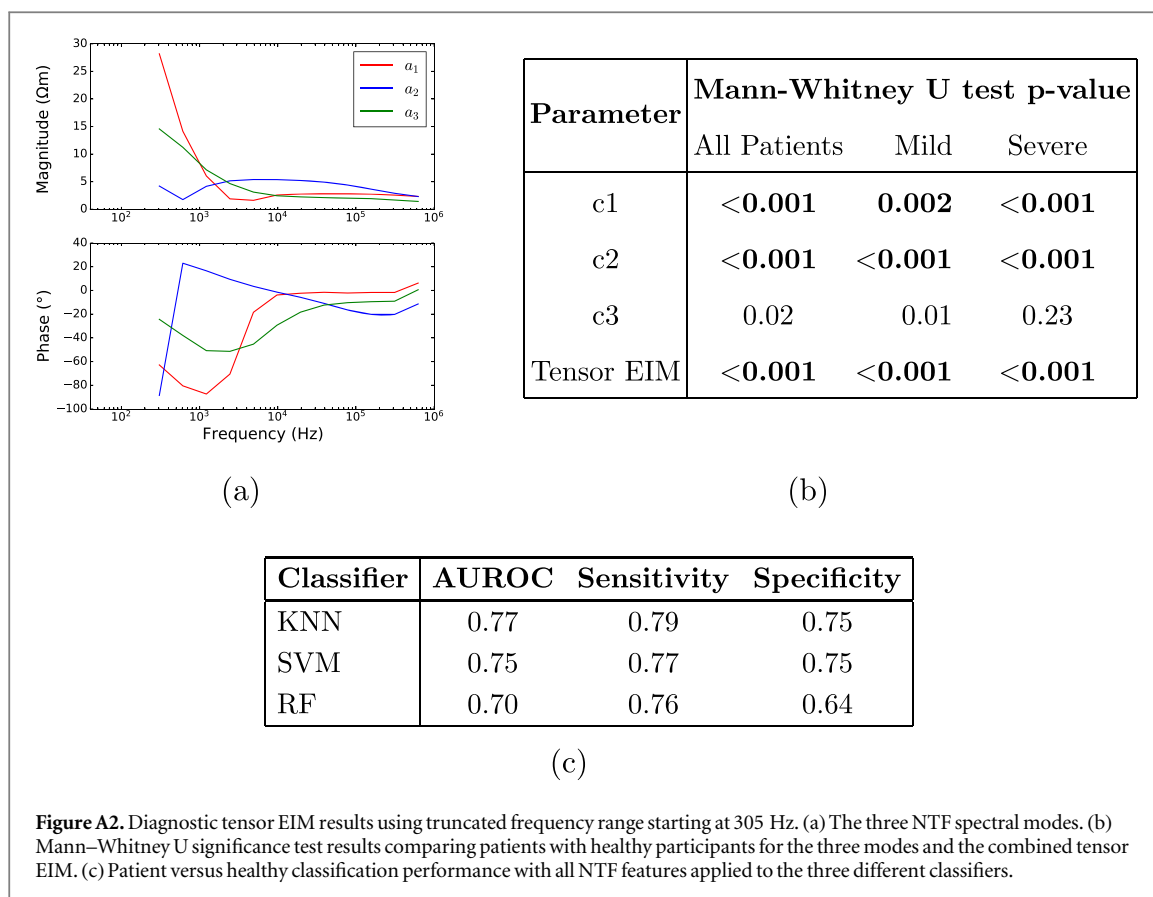 30
25
20
15
10
5
0
Magnitude (Ωm)
a₁
a₂
a₃
10² 10³ 10⁴ 10⁵ 10⁶
40
20
0
−20
−40
−60
−80
−100
Phase (°)
10² 10³ 10⁴ 10⁵ 10⁶
Frequency (Hz)
(a)
Parameter Mann-Whitney U test p-value
All Patients Mild Severe
c1 <0.001 0.002 <0.001
c2 <0.001 <0.001 <0.001
c3 0.02 0.01 0.23
Tensor EIM <0.001 <0.001 <0.001
(b)
Classifier AUROC Sensitivity Specificity
KNN 0.77 0.79 0.75
SVM 0.75 0.77 0.75
RF 0.70 0.76 0.64
(c)
Figure A2. Diagnostic tensor EIM results using truncated frequency range starting at 305 Hz. (a) The three NTF spectral modes. (b)
Mann–Whitney U significance test results comparing patients with healthy participants for the three modes and the combined tensor
EIM. (c) Patient versus healthy classification performance with all NTF features applied to the three different classifiers.